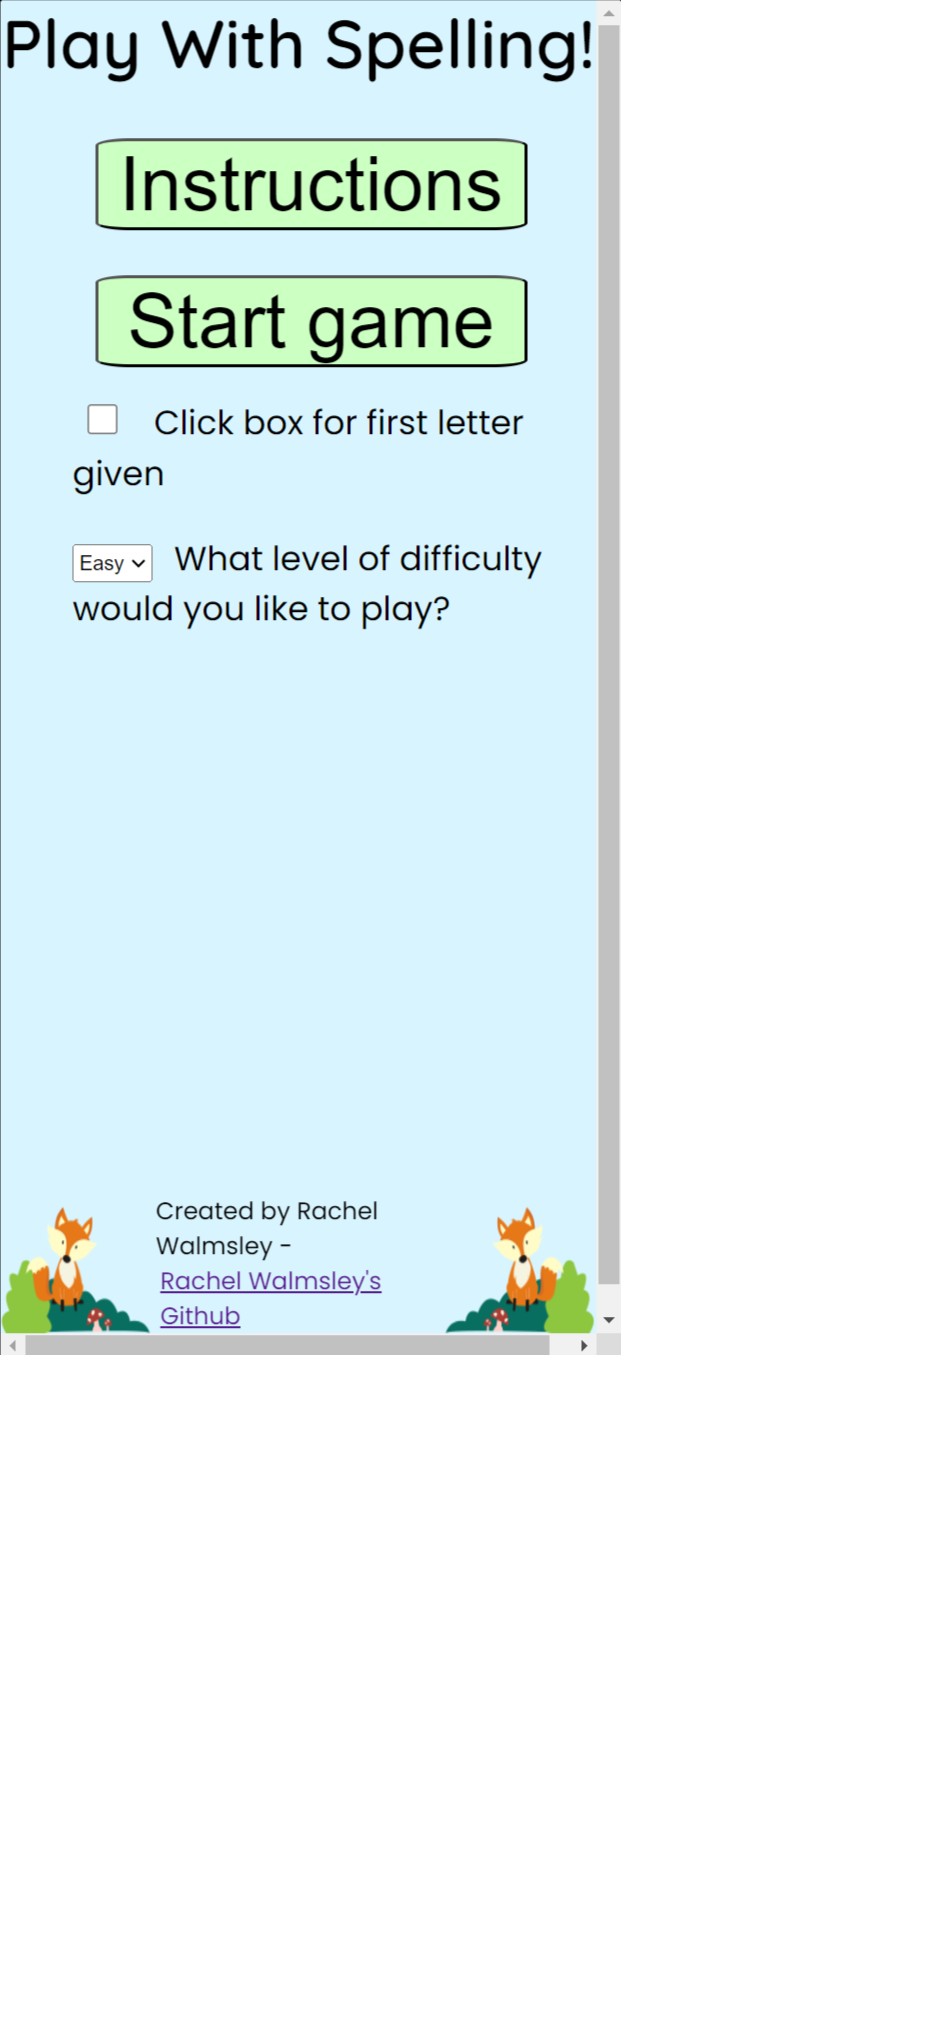 Play With Spelling!
Instructions
Start game
Click box for first letter
given
Easy What level of difficulty
would you like to play?
Created by Rachel
Walmsley -
Rachel Walmsley's
Github